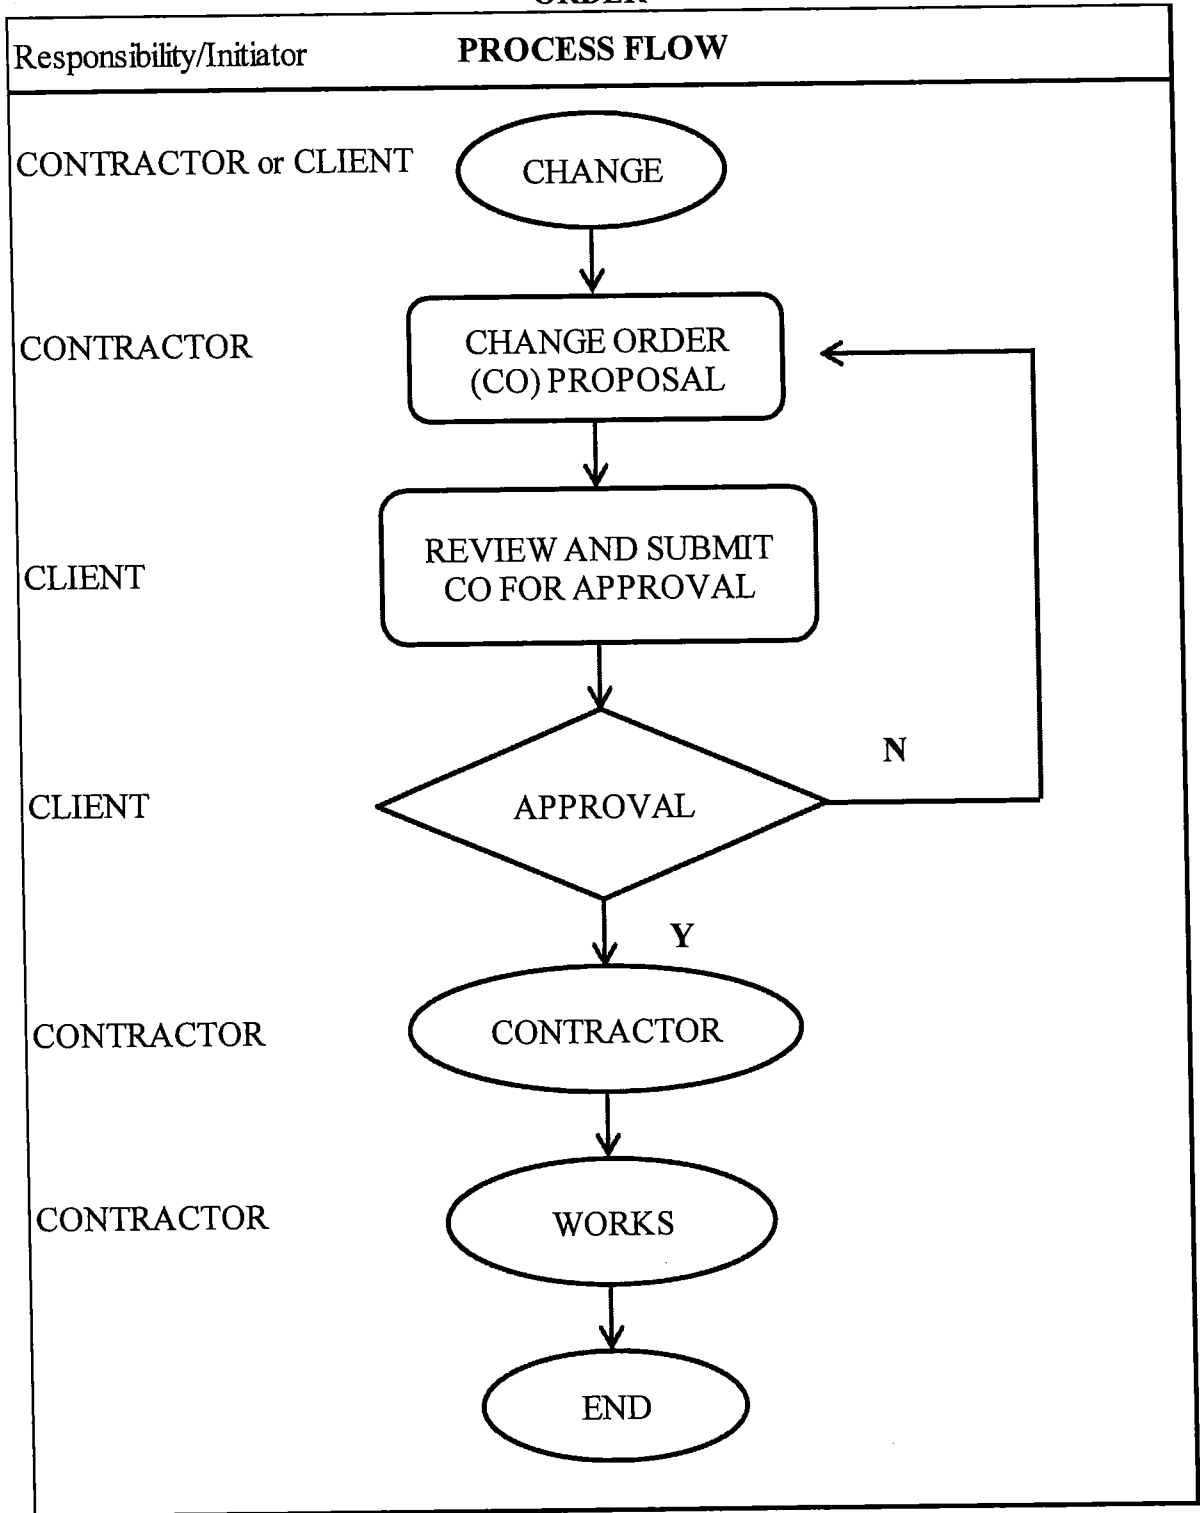 ORDER
Responsibility/Initiator PROCESS FLOW
CONTRACTOR or CLIENT CHANGE
CONTRACTOR CHANGE ORDER
(CO) PROPOSAL
CLIENT REVIEW AND SUBMIT
CO FOR APPROVAL
N
CLIENT APPROVAL
Y
CONTRACTOR CONTRACTOR
CONTRACTOR WORKS
END